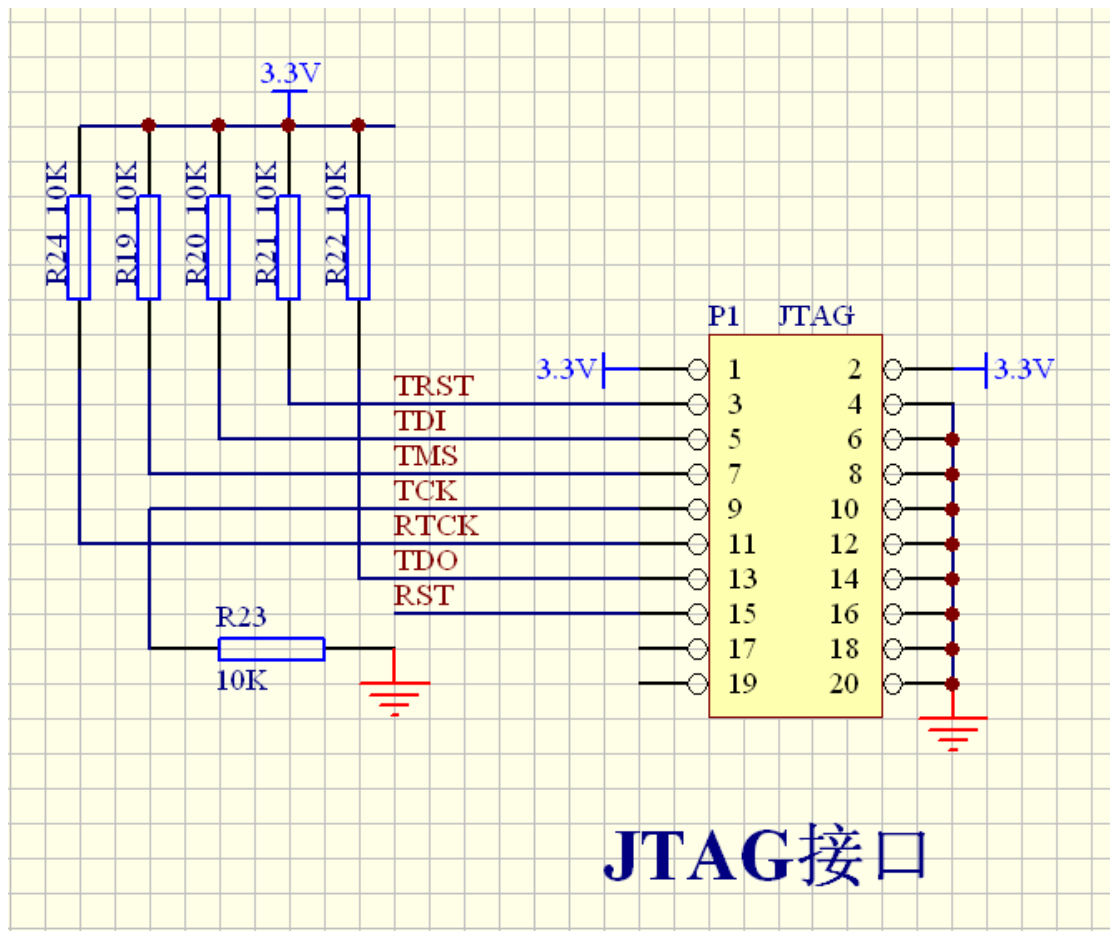 3.3V
R24 10K
R19 10K
R20 10K
R21 10K
R22 10K
P1 JTAG
3.3V
1 2
3.3V
TRST
3 4
TDI
5 6
TMS
7 8
TCK
9 10
RTCK
11 12
TDO
13 14
RST
15 16
R23
17 18
10K
19 20
JTAG接口